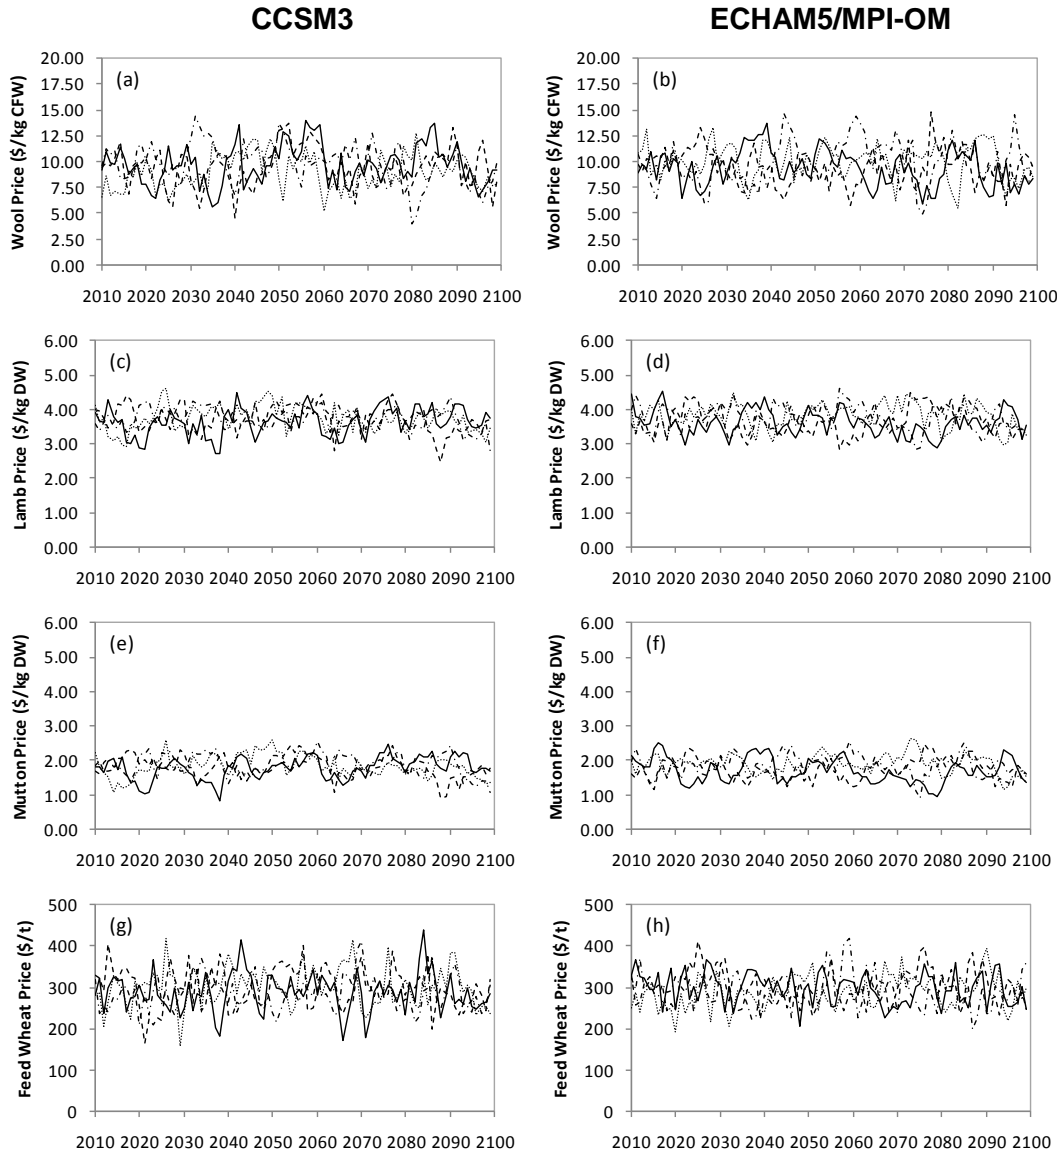 CCSM3 ECHAM5/MPI-OM
(a)
Wool Price ($/kg CFW)
20.00
17.50
15.00
12.50
10.00
7.50
5.00
2.50
0.00
2010 2020 2030 2040 2050 2060 2070 2080 2090 2100
(b)
Wool Price ($/kg CFW)
20.00
17.50
15.00
12.50
10.00
7.50
5.00
2.50
0.00
2010 2020 2030 2040 2050 2060 2070 2080 2090 2100
(c)
Lamb Price ($/kg DW)
6.00
5.00
4.00
3.00
2.00
1.00
0.00
2010 2020 2030 2040 2050 2060 2070 2080 2090 2100
(d)
Lamb Price ($/kg DW)
6.00
5.00
4.00
3.00
2.00
1.00
0.00
2010 2020 2030 2040 2050 2060 2070 2080 2090 2100
(e)
Mutton Price ($/kg DW)
6.00
5.00
4.00
3.00
2.00
1.00
0.00
2010 2020 2030 2040 2050 2060 2070 2080 2090 2100
(f)
Mutton Price ($/kg DW)
6.00
5.00
4.00
3.00
2.00
1.00
0.00
2010 2020 2030 2040 2050 2060 2070 2080 2090 2100
(g)
Feed Wheat Price ($/t)
500
400
300
200
100
0
2010 2020 2030 2040 2050 2060 2070 2080 2090 2100
(h)
Feed Wheat Price ($/t)
500
400
300
200
100
0
2010 2020 2030 2040 2050 2060 2070 2080 2090 2100